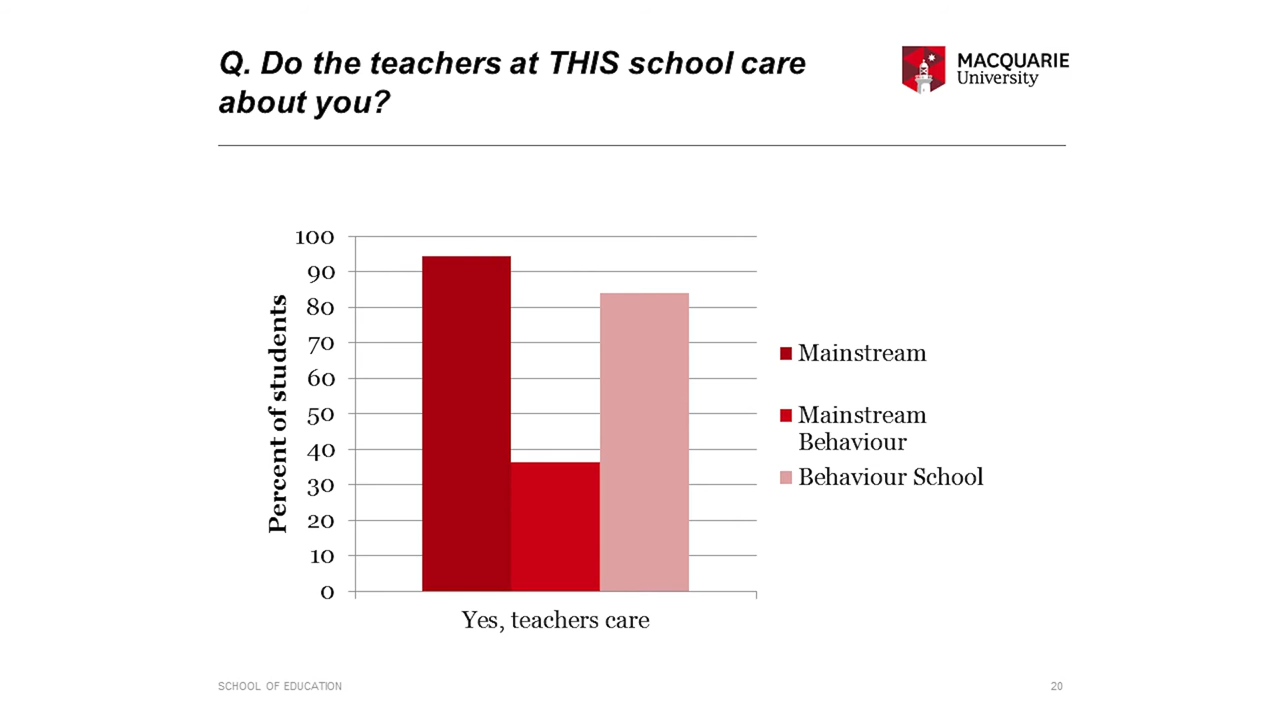 Q. Do the teachers at THIS school care
about you?
MACQUARIE
University
100
90
80
70
60
50
40
30
20
10
0
Percent of students
Yes, teachers care
Mainstream
Mainstream
Behaviour
Behaviour School
SCHOOL OF EDUCATION
20